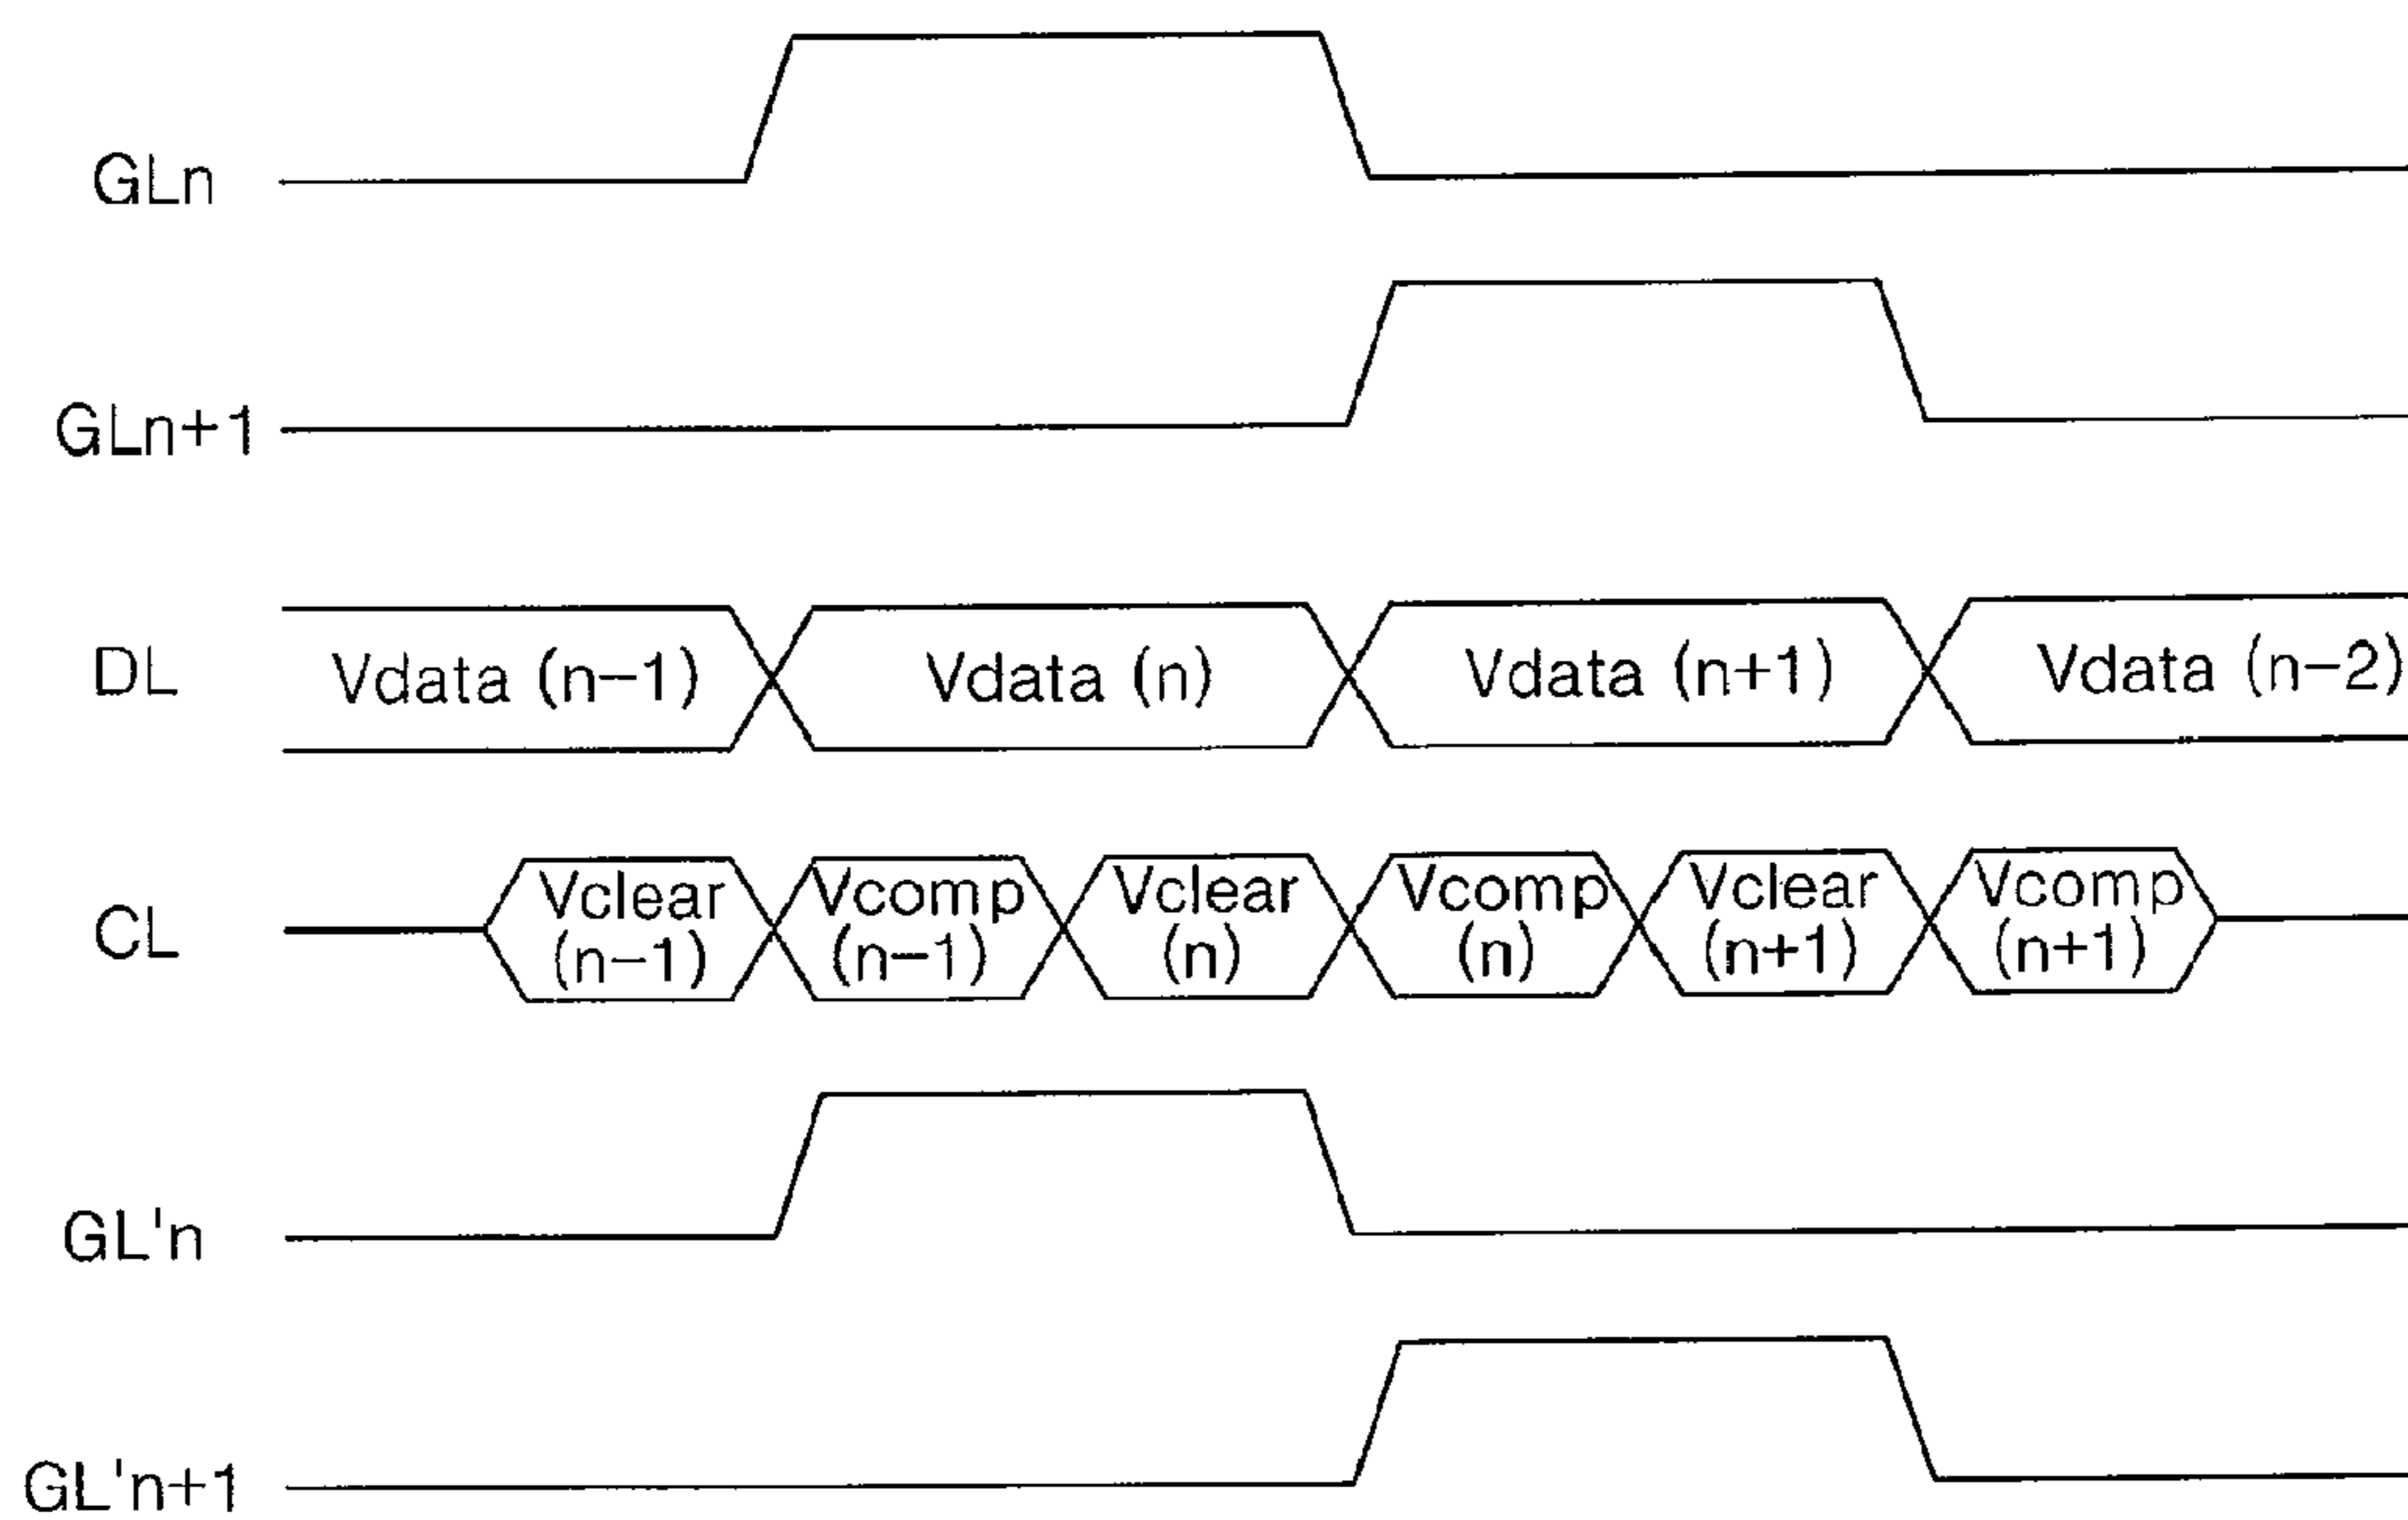 GLn
GLn+1
DL
Vdata (n-1)
Vdata (n)
Vdata (n+1)
Vdata (n-2)
CL
Vclear
(n-1)
Vcomp
(n-1)
Vclear
(n)
Vcomp
(n)
Vclear
(n+1)
Vcomp
(n+1)
GL'n
GL'n+1